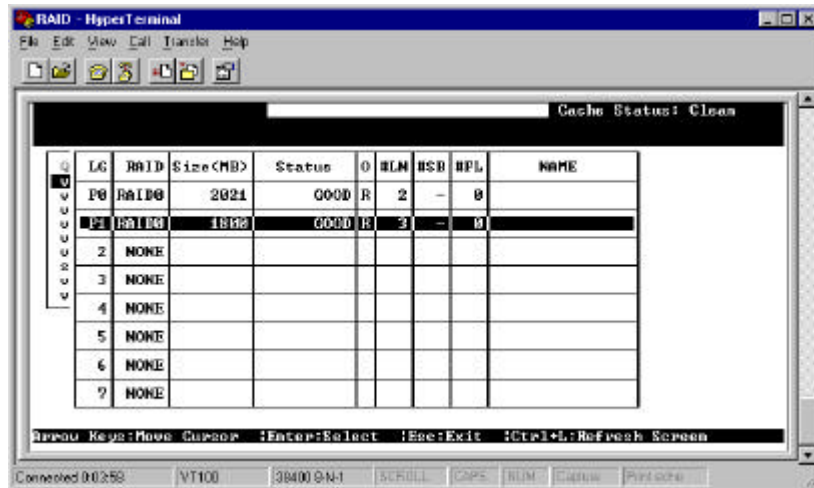 RAID - HyperTerminal
File Edit View Call Transfer Help
Cache Status: Clean
Q LG RAID Size(MB) Status O #LN #SB #FL NAME
v
v P0 RAID0 2021 GOOD R 2 - 0
v
v P1 RAID0 1800 GOOD R 3 - 0
v
v 2 NONE
s
v 3 NONE
v
4 NONE
5 NONE
6 NONE
7 NONE
Arrow Keys:Move Cursor :Enter:Select :Esc:Exit :Ctrl+L:Refresh Screen
Connected 0:03:58 VT100 38400 8-N-1 SCROLL CAPS NUM Capture Print echo